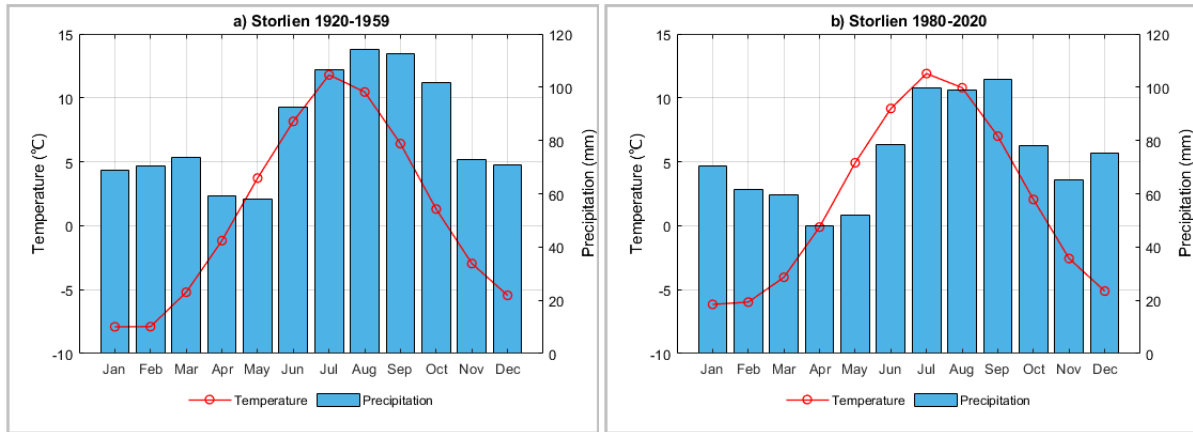 a) Storlien 1920-1959
15
10
5
0
-5
-10
Temperature (℃)
120
100
80
60
40
20
0
Precipitation (mm)
Jan Feb Mar Apr May Jun Jul Aug Sep Oct Nov Dec
Temperature Precipitation
b) Storlien 1980-2020
15
10
5
0
-5
-10
Temperature (℃)
120
100
80
60
40
20
0
Precipitation (mm)
Jan Feb Mar Apr May Jun Jul Aug Sep Oct Nov Dec
Temperature Precipitation